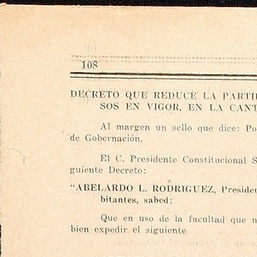 108
DECRETO QUE REDUCE LA PARTI
SOS EN VIGOR, EN LA CANT
Al margen un sello que dice: Po
de Gobernación.
El C. Presidente Constitucional S
guiente Decreto:
"ABELARDO L. RODRIGUEZ, Presiden
bitantes, sabed:
Que en uso de la facultad que n
bien expedir el siguiente